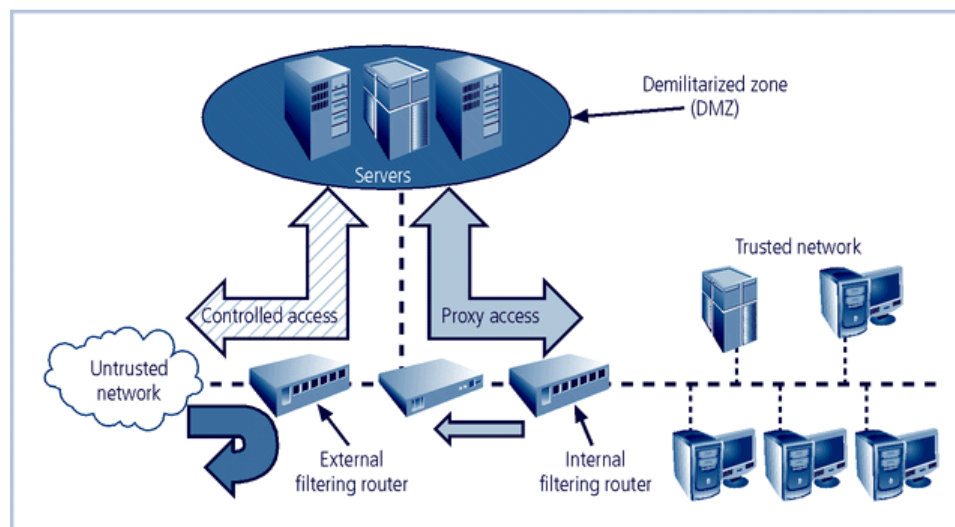 Demilitarized zone
(DMZ)
Servers
Trusted network
Controlled access
Proxy access
Untrusted
network
External
filtering router
Internal
filtering router